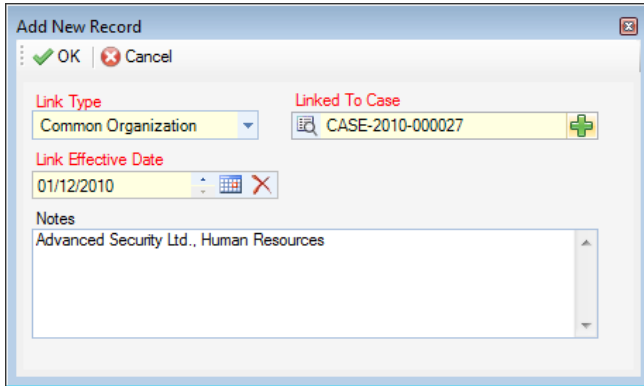 Add New Record
OK Cancel
Link Type Linked To Case
Common Organization CASE-2010-000027
Link Effective Date
01/12/2010
Notes
Advanced Security Ltd., Human Resources